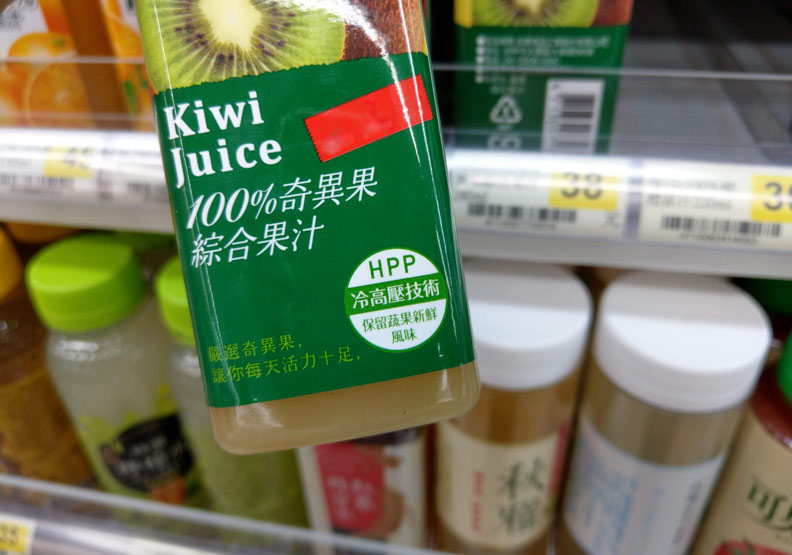 Kiwi
Juice
100%奇異果
綜合果汁
HPP
冷高壓技術
保留蔬果新鮮
風味
嚴選奇異果,
讓你每天活力十足,
38
秋